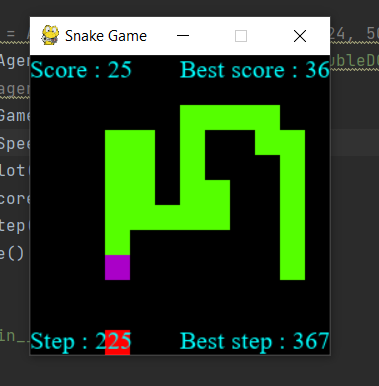 = A 24, 50
Snake Game
Agen ubleD
agen
Score : 25 Best score : 36
Game
Spee
lot(
core
tep(
e()
Step : 225 Best step : 367
in_